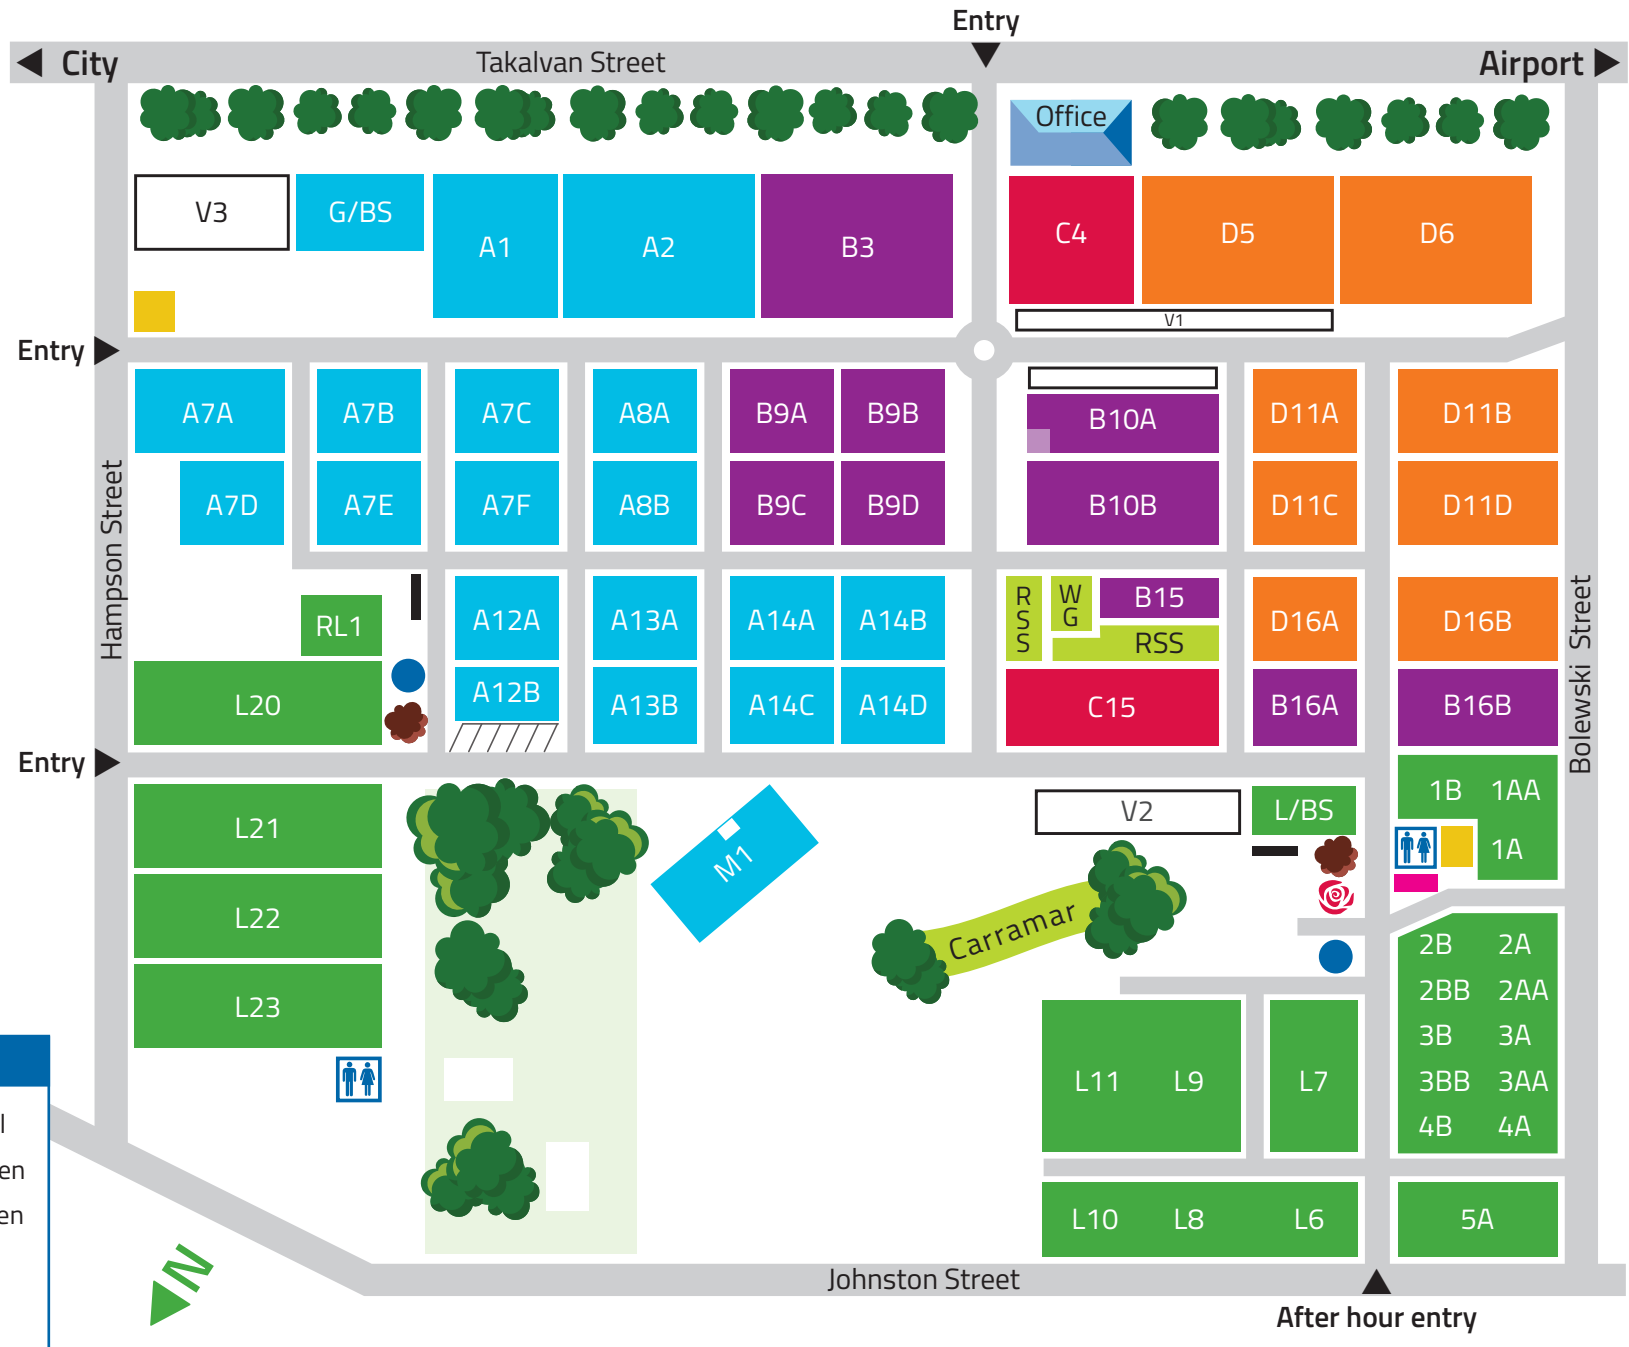 Entry
City
Takalvan Street
Airport
Office
V3
G/BS
A1
A2
B3
C4
D5
D6
V1
Entry
A7A
A7B
A7C
A8A
B9A
B9B
B10A
D11A
D11B
A7D
A7E
A7F
A8B
B9C
B9D
B10B
D11C
D11D
Hampson Street
RL1
A12A
A13A
A14A
A14B
RSS
WG
B15
RSS
D16A
D16B
L20
A12B
A13B
A14C
A14D
C15
B16A
B16B
Bolewski Street
Entry
L21
M1
V2
L/BS
1B 1AA
1A
L22
Carramar
L23
2B 2A
2BB 2AA
3B 3A
3BB 3AA
4B 4A
L11 L9
L7
L10 L8 L6
5A
l
en
en
N
Johnston Street
After hour entry